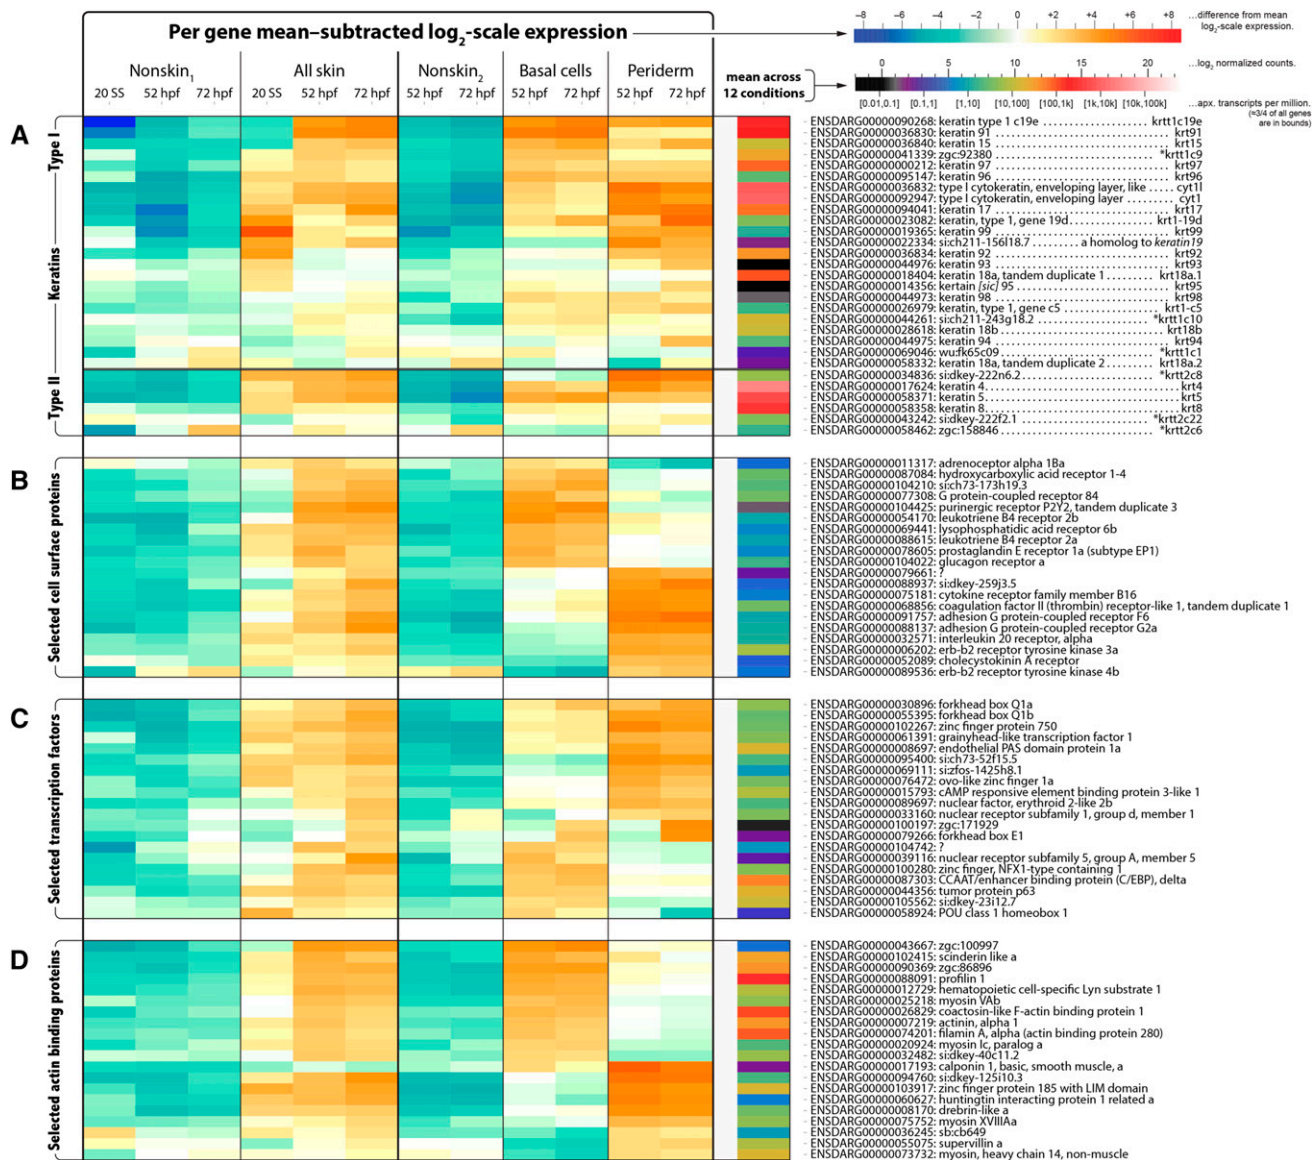 Per gene mean–subtracted log2-scale expression
−8 −6 −4 −2 0 +2 +4 +6 +8
...difference from mean
log2-scale expression.
Nonskin1 All skin Nonskin2 Basal cells Periderm
20 SS 52 hpf 72 hpf 20 SS 52 hpf 72 hpf 52 hpf 72 hpf 52 hpf 72 hpf 52 hpf 72 hpf
mean across
12 conditions
0 5 10 15 20
...log2 normalized counts.
[0.01,0.1] [0.1,1] [1,10] [10,100] [100,1k] [1k,10k] [10k,100k]
...apx. transcripts per million.
(≈3/4 of all genes
are in bounds)
A
Keratins
Type I
Type II
ENSDARG00000090268: keratin type 1 c19e krtt1c19e
ENSDARG00000036830: keratin 91 krt91
ENSDARG00000036840: keratin 15 krt15
ENSDARG00000041339: zgc:92380 *krtt1c9
ENSDARG00000000212: keratin 97 krt97
ENSDARG00000095147: keratin 96 krt96
ENSDARG00000036832: type I cytokeratin, enveloping layer, like ..... cyt1l
ENSDARG00000092947: type I cytokeratin, enveloping layer ......... cyt1
ENSDARG00000094041: keratin 17 krt17
ENSDARG00000023082: keratin, type 1, gene 19d krt1-19d
ENSDARG00000019365: keratin 99 krt99
ENSDARG00000022334: si:ch211-156l18.7 ......... a homolog to keratin19
ENSDARG00000036834: keratin 92 krt92
ENSDARG00000044976: keratin 93 krt93
ENSDARG00000018404: keratin 18a, tandem duplicate 1 krt18a.1
ENSDARG00000014356: kertain [sic] 95 krt95
ENSDARG00000044973: keratin 98 krt98
ENSDARG00000026979: keratin, type 1, gene c5 krt1-c5
ENSDARG00000044261: si:ch211-243g18.2 *krtt1c10
ENSDARG00000028618: keratin 18b krt18b
ENSDARG00000044975: keratin 94 krt94
ENSDARG00000069046: wu:fk65c09 *krtt1c1
ENSDARG00000058332: keratin 18a, tandem duplicate 2 krt18a.2
ENSDARG00000034836: si:dkey-222n6.2 *krtt2c8
ENSDARG00000017624: keratin 4 krt4
ENSDARG00000058371: keratin 5 krt5
ENSDARG00000058358: keratin 8 krt8
ENSDARG00000043242: si:dkey-222f2.1 *krtt2c22
ENSDARG00000058462: zgc:158846 *krtt2c6
B
Selected cell surface proteins
ENSDARG00000011317: adrenoceptor alpha 1Ba
ENSDARG00000087084: hydroxycarboxylic acid receptor 1-4
ENSDARG00000104210: si:ch73-173h19.3
ENSDARG00000077308: G protein-coupled receptor 84
ENSDARG00000104425: purinergic receptor P2Y2, tandem duplicate 3
ENSDARG00000054170: leukotriene B4 receptor 2b
ENSDARG00000069441: lysophosphatidic acid receptor 6b
ENSDARG00000088615: leukotriene B4 receptor 2a
ENSDARG00000078605: prostaglandin E receptor 1a (subtype EP1)
ENSDARG00000104022: glucagon receptor a
ENSDARG00000079661: ?
ENSDARG00000088937: si:dkey-259j3.5
ENSDARG00000075181: cytokine receptor family member B16
ENSDARG00000068856: coagulation factor II (thrombin) receptor-like 1, tandem duplicate 1
ENSDARG00000091757: adhesion G protein-coupled receptor F6
ENSDARG00000088137: adhesion G protein-coupled receptor G2a
ENSDARG00000032571: interleukin 20 receptor, alpha
ENSDARG00000006202: erb-b2 receptor tyrosine kinase 3a
ENSDARG00000052089: cholecystokinin A receptor
ENSDARG00000089536: erb-b2 receptor tyrosine kinase 4b
C
Selected transcription factors
ENSDARG00000030896: forkhead box Q1a
ENSDARG00000055395: forkhead box Q1b
ENSDARG00000102267: zinc finger protein 750
ENSDARG00000061391: grainyhead-like transcription factor 1
ENSDARG00000008697: endothelial PAS domain protein 1a
ENSDARG00000095400: si:ch73-52f15.5
ENSDARG00000069111: si:zfos-1425h8.1
ENSDARG00000076472: ovo-like zinc finger 1a
ENSDARG00000015793: cAMP responsive element binding protein 3-like 1
ENSDARG00000089697: nuclear factor, erythroid 2-like 2b
ENSDARG00000033160: nuclear receptor subfamily 1, group d, member 1
ENSDARG00000100197: zgc:171929
ENSDARG00000079266: forkhead box E1
ENSDARG00000104742: ?
ENSDARG00000039116: nuclear receptor subfamily 5, group A, member 5
ENSDARG00000100280: zinc finger, NFX1-type containing 1
ENSDARG00000087303: CCAAT/enhancer binding protein (C/EBP), delta
ENSDARG00000044356: tumor protein p63
ENSDARG00000105562: si:dkey-23i12.7
ENSDARG00000058924: POU class 1 homeobox 1
D
Selected actin binding proteins
ENSDARG00000043667: zgc:100997
ENSDARG00000102415: scinderin like a
ENSDARG00000090369: zgc:86896
ENSDARG00000088091: profilin 1
ENSDARG00000012729: hematopoietic cell-specific Lyn substrate 1
ENSDARG00000025218: myosin VAb
ENSDARG00000026829: coactosin-like F-actin binding protein 1
ENSDARG00000007219: actinin, alpha 1
ENSDARG00000074201: filamin A, alpha (actin binding protein 280)
ENSDARG00000020924: myosin Ic, paralog a
ENSDARG00000032482: si:dkey-40c11.2
ENSDARG00000017193: calponin 1, basic, smooth muscle, a
ENSDARG00000094760: si:dkey-125i10.3
ENSDARG00000103917: zinc finger protein 185 with LIM domain
ENSDARG00000060627: huntingtin interacting protein 1 related a
ENSDARG00000008170: drebrin-like a
ENSDARG00000075752: myosin XVIIIAa
ENSDARG00000036245: sb:cb649
ENSDARG00000055075: supervillin a
ENSDARG00000073732: myosin, heavy chain 14, non-muscle